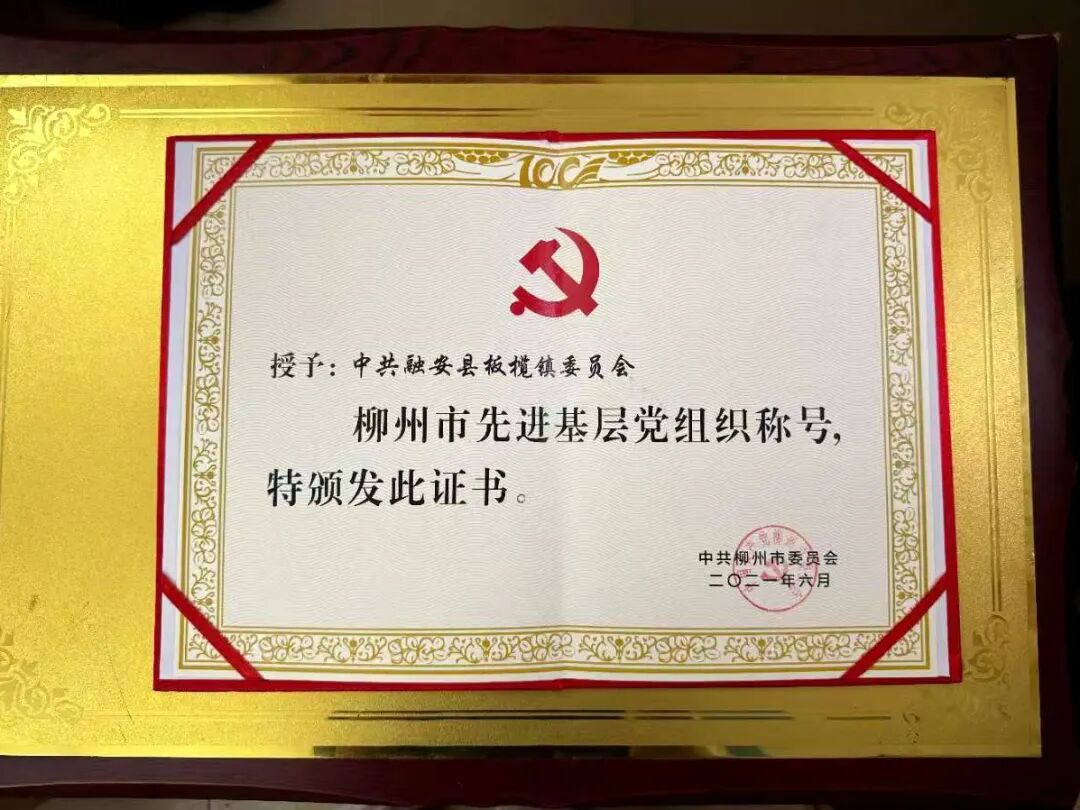 100
授予：中共融安县板榄镇委员会
柳州市先进基层党组织称号，
特颁发此证书。
中共柳州市委员会
二〇二一年六月